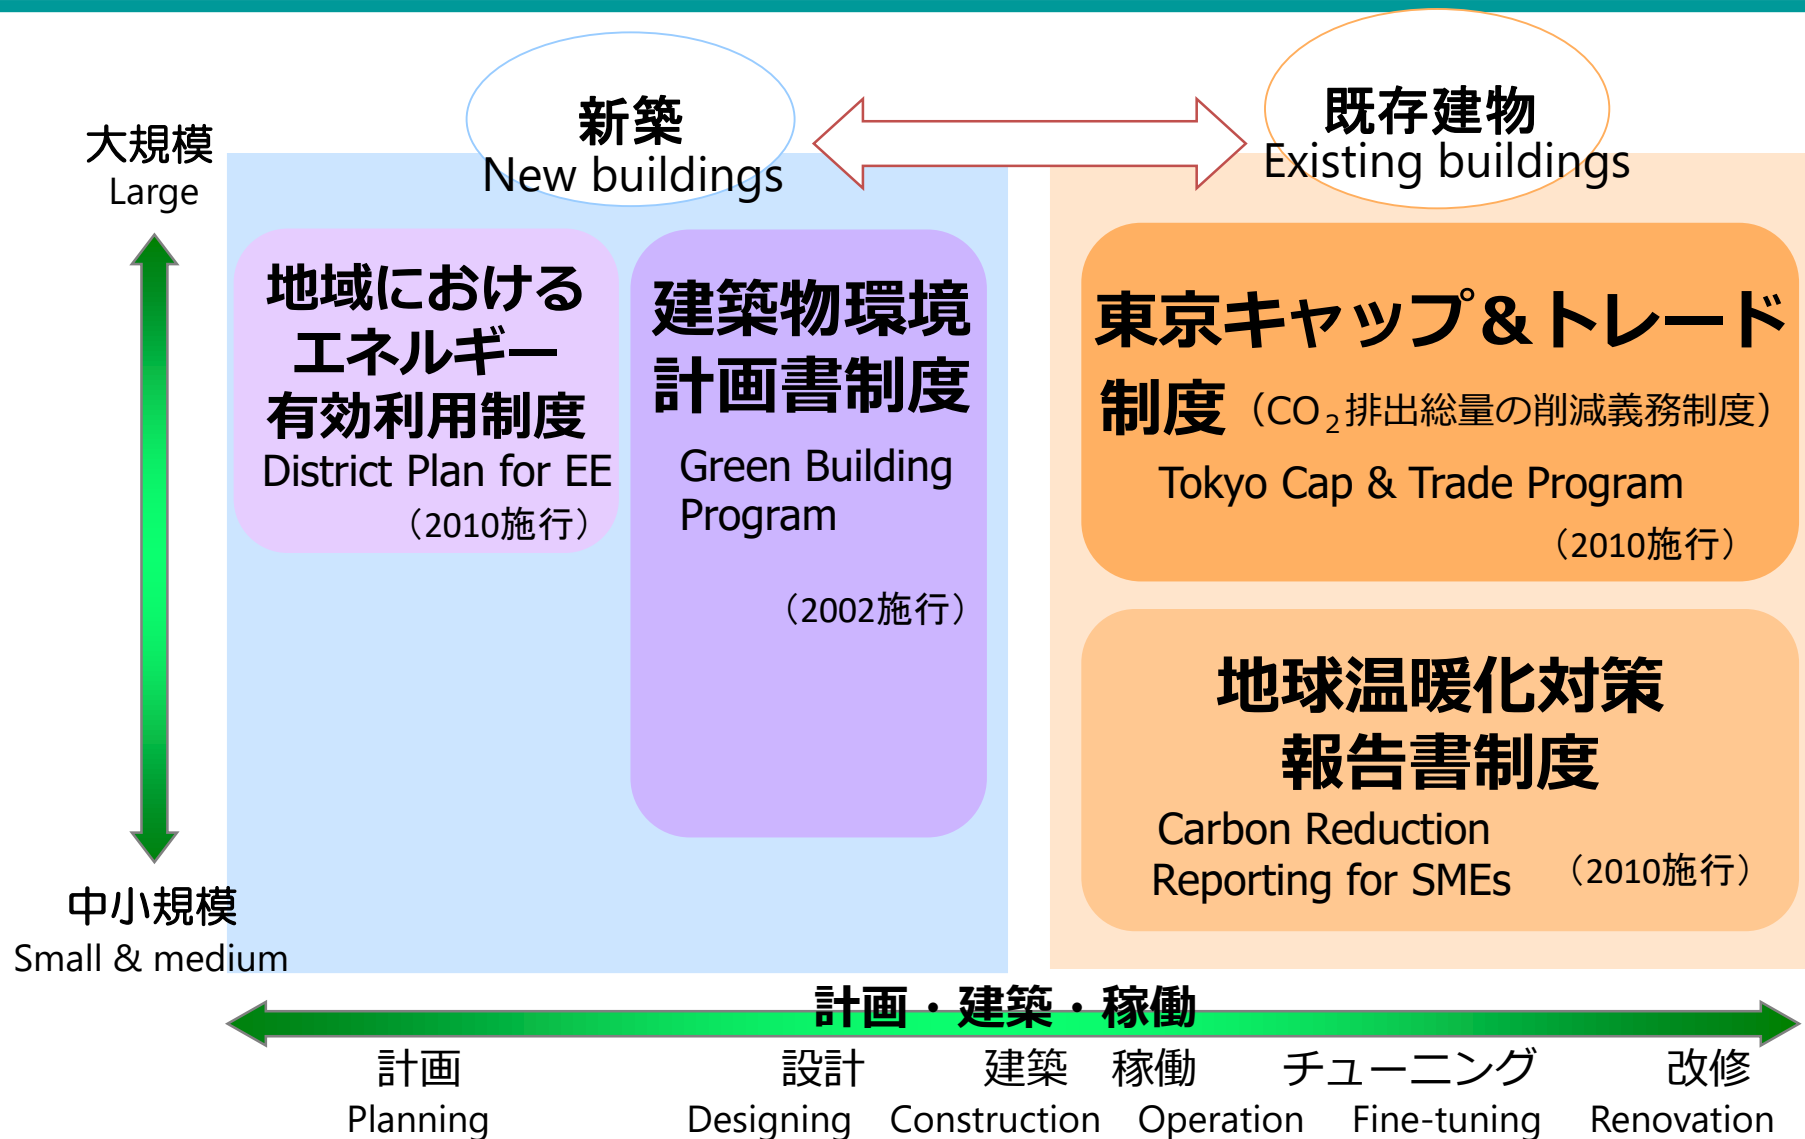 新築
New buildings
既存建物
Existing buildings
大規模
Large
地域における
エネルギー
有効利用制度
District Plan for EE
（2010施行）
建築物環境
計画書制度
Green Building
Program
（2002施行）
東京キャップ＆トレード
制度（CO₂排出総量の削減義務制度）
Tokyo Cap & Trade Program
（2010施行）
地球温暖化対策
報告書制度
Carbon Reduction
Reporting for SMEs
（2010施行）
中小規模
Small & medium
計画・建築・稼働
計画
Planning
設計
Designing
建築
Construction
稼働
Operation
チューニング
Fine-tuning
改修
Renovation